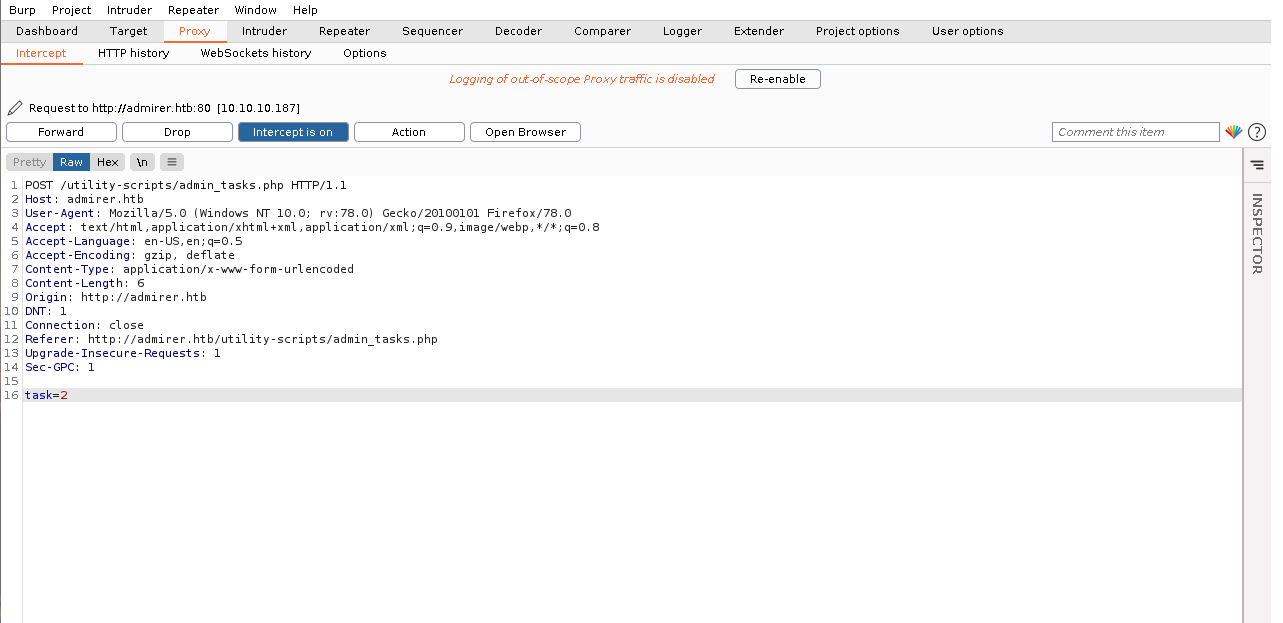 Burp Project Intruder Repeater Window Help
Dashboard Target Proxy Intruder Repeater Sequencer Decoder Comparer Logger Extender Project options User options
Intercept HTTP history WebSockets history Options
Logging of out-of-scope Proxy traffic is disabled Re-enable
Request to http://admirer.htb:80 [10.10.10.187]
Forward Drop Intercept is on Action Open Browser Comment this item ?
Pretty Raw Hex \n
INSPECTOR
1 POST /utility-scripts/admin_tasks.php HTTP/1.1
2 Host: admirer.htb
3 User-Agent: Mozilla/5.0 (Windows NT 10.0; rv:78.0) Gecko/20100101 Firefox/78.0
4 Accept: text/html,application/xhtml+xml,application/xml;q=0.9,image/webp,*/*;q=0.8
5 Accept-Language: en-US,en;q=0.5
6 Accept-Encoding: gzip, deflate
7 Content-Type: application/x-www-form-urlencoded
8 Content-Length: 6
9 Origin: http://admirer.htb
10 DNT: 1
11 Connection: close
12 Referer: http://admirer.htb/utility-scripts/admin_tasks.php
13 Upgrade-Insecure-Requests: 1
14 Sec-GPC: 1
15
16 task=2